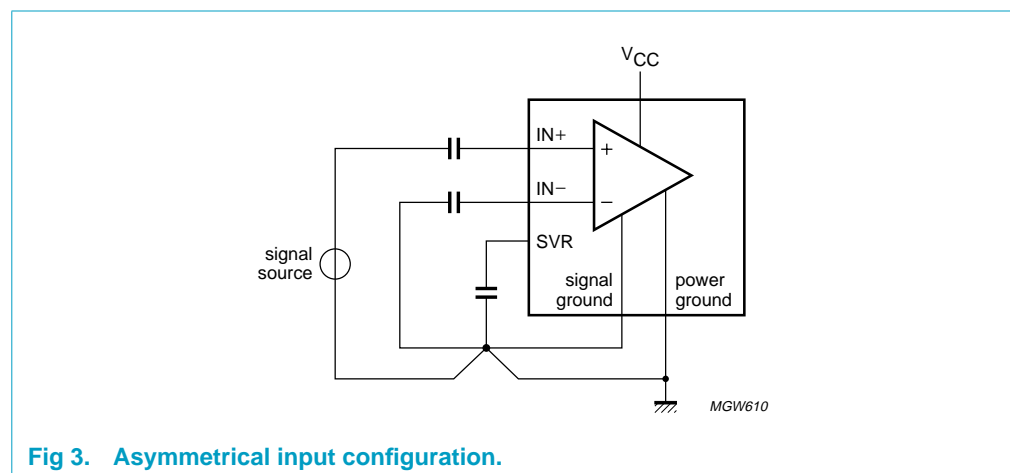 VCC
IN+
+
IN−
−
SVR
signal
source
signal
ground
power
ground
MGW610
Fig 3. Asymmetrical input configuration.